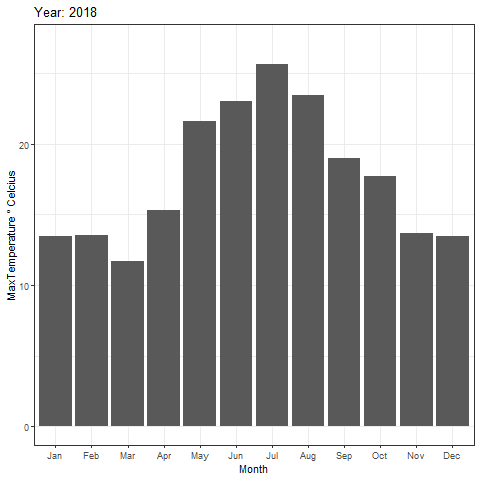 Year: 2018
20
10
0
MaxTemperature ° Celcius
Jan Feb Mar Apr May Jun Jul Aug Sep Oct Nov Dec
Month